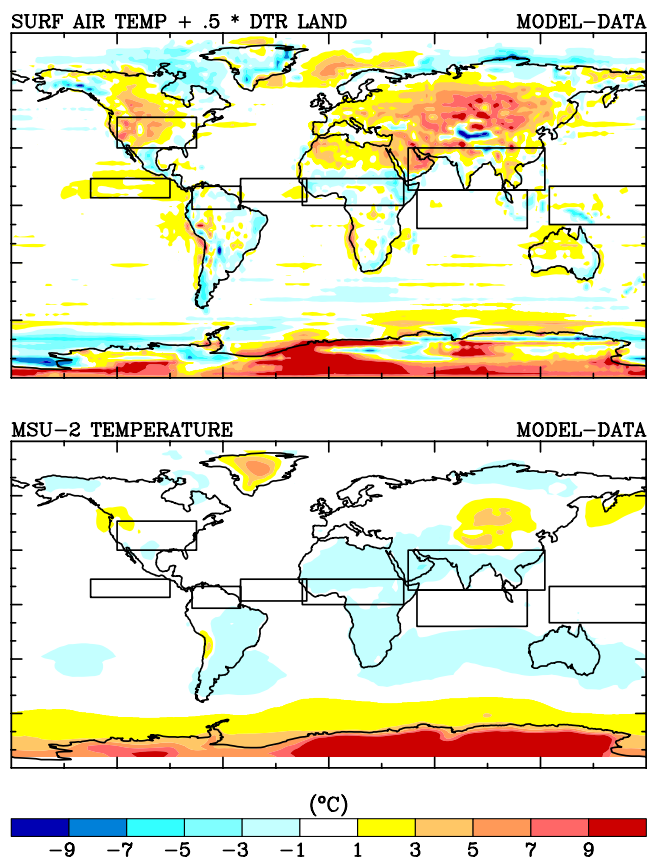 SURF AIR TEMP + .5 * DTR LAND MODEL-DATA
MSU-2 TEMPERATURE MODEL-DATA
(°C)
-9 -7 -5 -3 -1 1 3 5 7 9